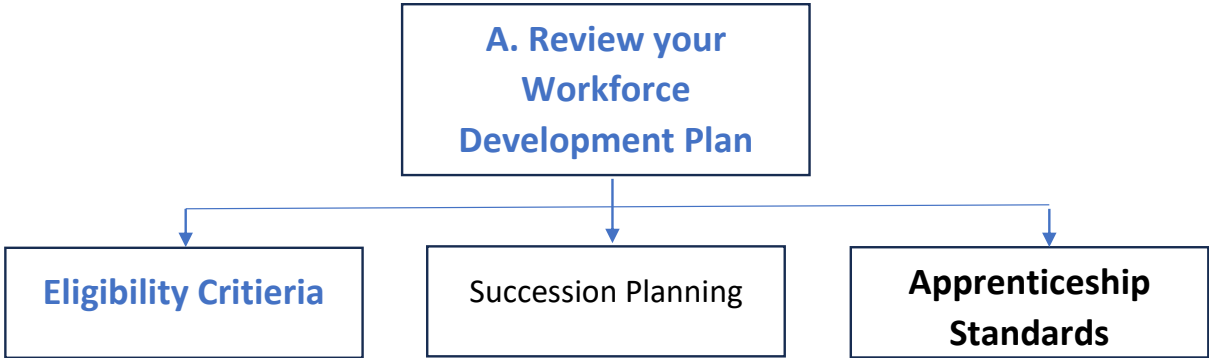 A. Review your
Workforce
Development Plan
Eligibility Critieria
Succession Planning
Apprenticeship
Standards